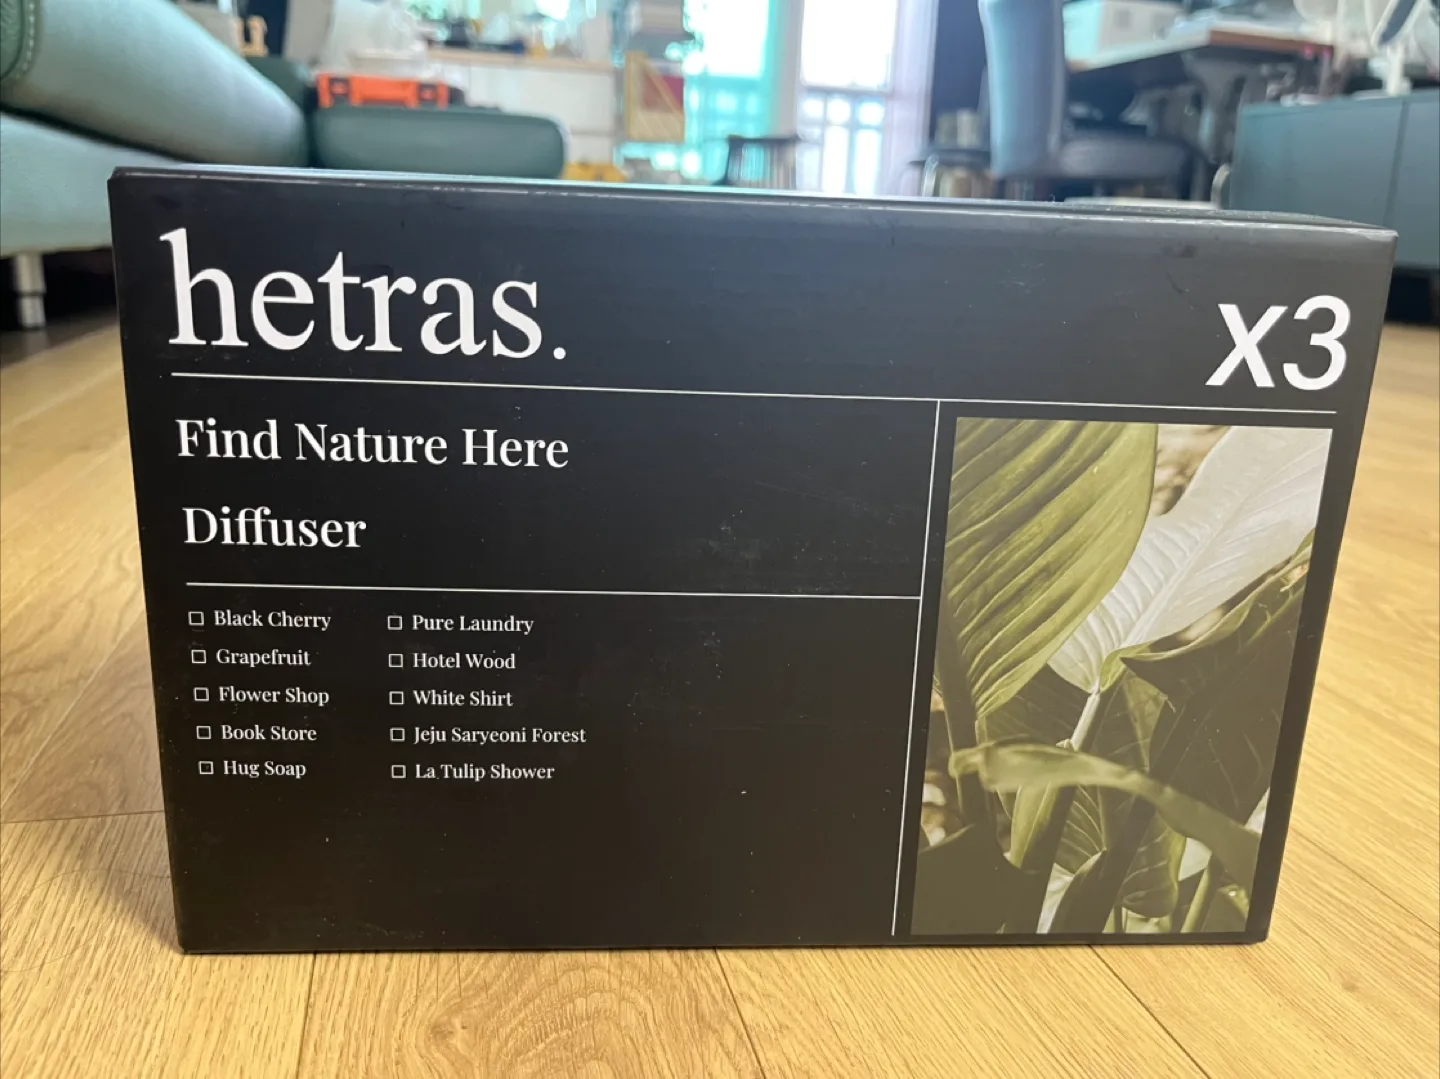 hetras.
x3
Find Nature Here
Diffuser
☐ Black Cherry
☐ Grapefruit
☐ Flower Shop
☐ Book Store
☐ Hug Soap
☐ Pure Laundry
☐ Hotel Wood
☐ White Shirt
☐ Jeju Saryeoni Forest
☐ La Tulip Shower